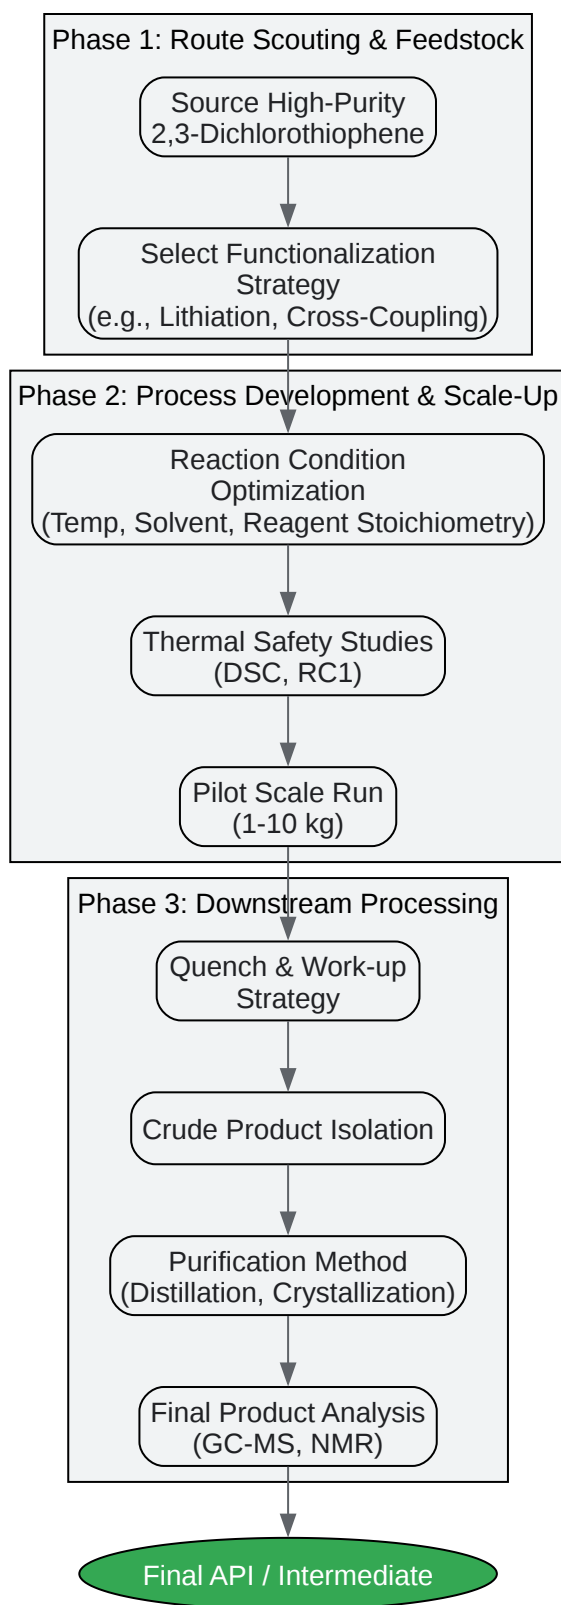 Phase 1: Route Scouting & Feedstock
Source High-Purity
2,3-Dichlorothiophene
Select Functionalization
Strategy
(e.g., Lithiation, Cross-Coupling)
Phase 2: Process Development & Scale-Up
Reaction Condition
Optimization
(Temp, Solvent, Reagent Stoichiometry)
Thermal Safety Studies
(DSC, RC1)
Pilot Scale Run
(1-10 kg)
Phase 3: Downstream Processing
Quench & Work-up
Strategy
Crude Product Isolation
Purification Method
(Distillation, Crystallization)
Final Product Analysis
(GC-MS, NMR)
Final API / Intermediate